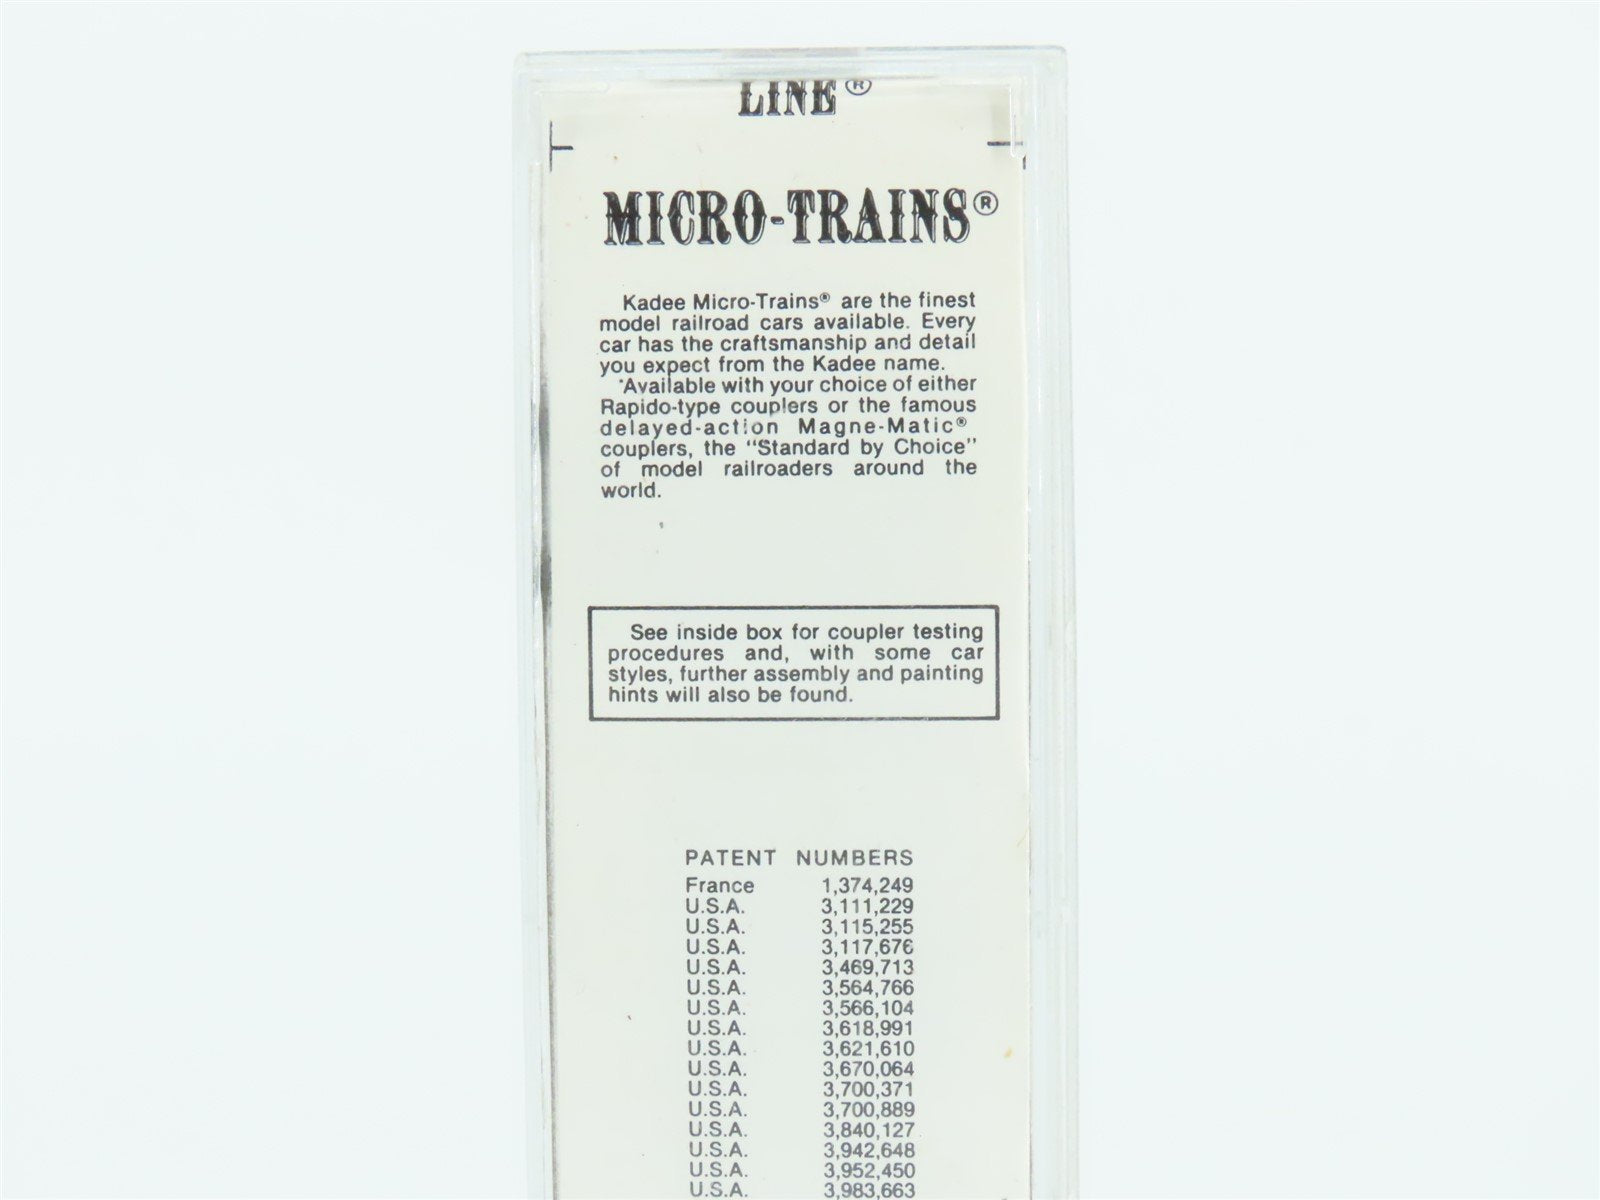 LINE®
MICRO-TRAINS®
Kadee Micro-Trains® are the finest
model railroad cars available. Every
car has the craftsmanship and detail
you expect from the Kadee name.
*Available with your choice of either
Rapido-type couplers or the famous
delayed-action Magne-Matic®
couplers, the "Standard by Choice"
of model railroaders around the
world.
See inside box for coupler testing
procedures and, with some car
styles, further assembly and painting
hints will also be found.
PATENT NUMBERS
France 1,374,249
U.S.A. 3,111,229
U.S.A. 3,115,255
U.S.A. 3,117,676
U.S.A. 3,469,713
U.S.A. 3,564,766
U.S.A. 3,566,104
U.S.A. 3,618,991
U.S.A. 3,621,610
U.S.A. 3,670,064
U.S.A. 3,700,371
U.S.A. 3,700,889
U.S.A. 3,840,127
U.S.A. 3,942,648
U.S.A. 3,952,450
U.S.A. 3,983,663